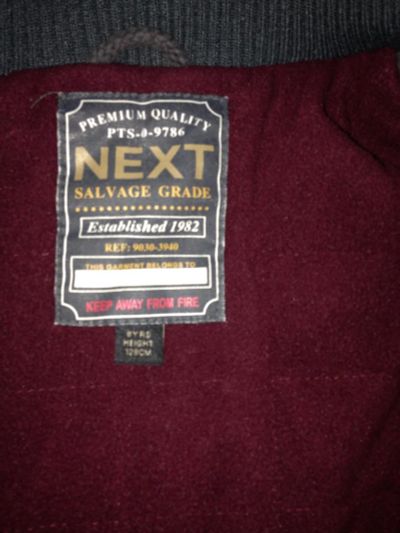 PREMIUM QUALITY
PTS-0-9786
NEXT
SALVAGE GRADE
Established 1982
REF: 9030-3940
THIS GARMENT BELONGS TO
KEEP AWAY FROM FIRE
8YRS
HEIGHT
128CM